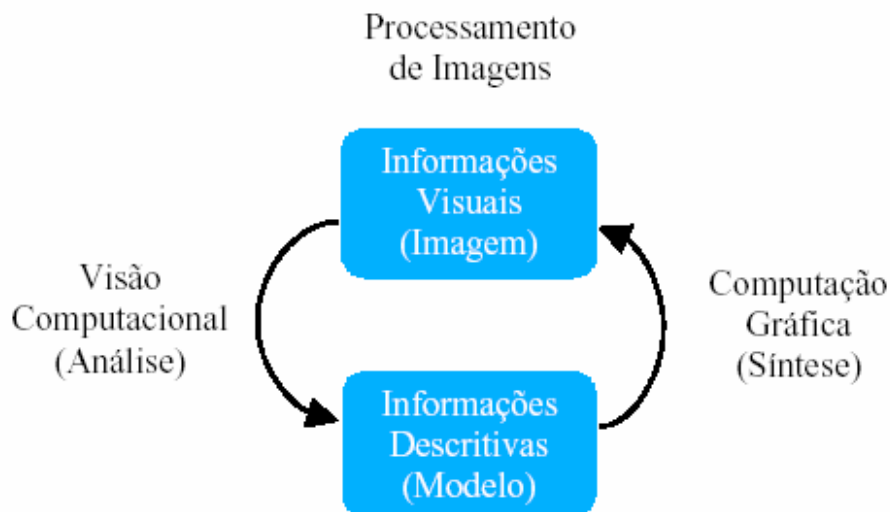 Processamento
de Imagens
Informações
Visuais
(Imagem)
Visão
Computacional
(Análise)
Computação
Gráfica
(Síntese)
Informações
Descritivas
(Modelo)